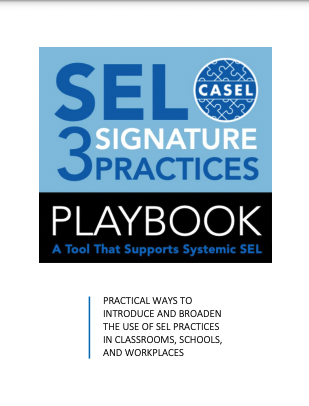 SEL
CASEL
3 SIGNATURE
PRACTICES
PLAYBOOK
A Tool That Supports Systemic SEL
PRACTICAL WAYS TO
INTRODUCE AND BROADEN
THE USE OF SEL PRACTICES
IN CLASSROOMS, SCHOOLS,
AND WORKPLACES